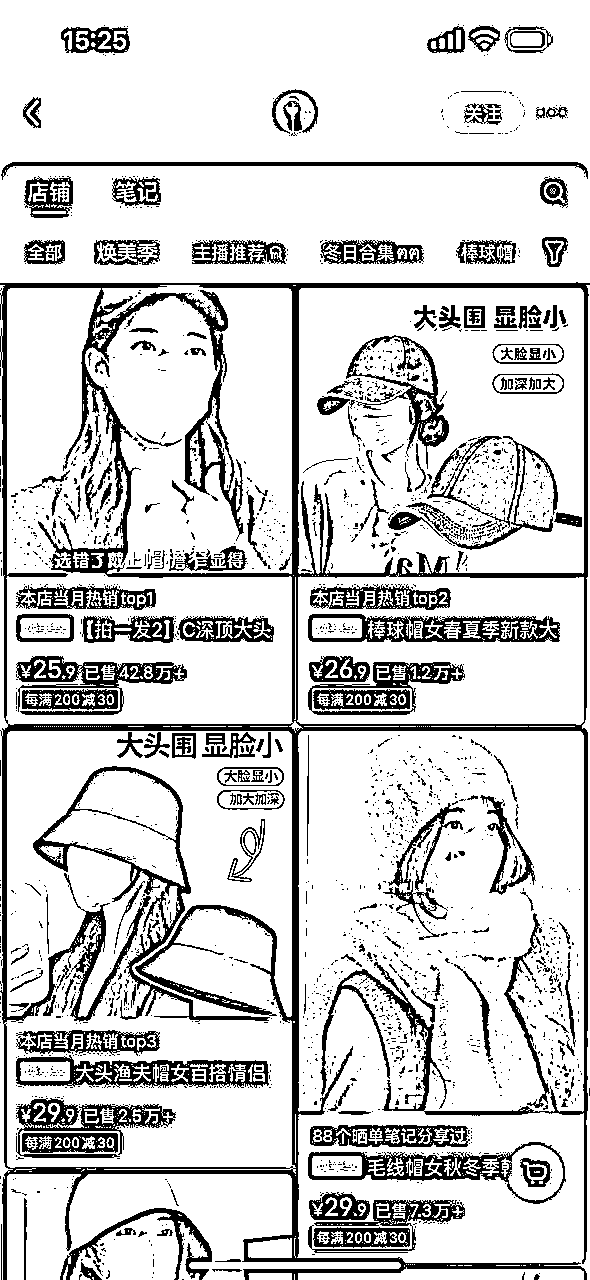 15:25
关注
店铺 笔记
全部 焕美季 主播推荐 冬日合集 棒球帽
选错了戴上帽檐窄显得
本店当月热销top1
【拍一发2】C深顶大头
¥25.9 已售42.8万+
每满200减30
大头围 显脸小
大脸显小
加深加大
本店当月热销top2
棒球帽女春夏季新款大
¥26.9 已售12万+
每满200减30
大头围 显脸小
大脸显小
加大加深
本店当月热销top3
大头渔夫帽女百搭情侣
¥29.9 已售2.5万+
每满200减30
88个晒单笔记分享过
毛线帽女秋冬季
¥29.9 已售7.3万+
每满200减30